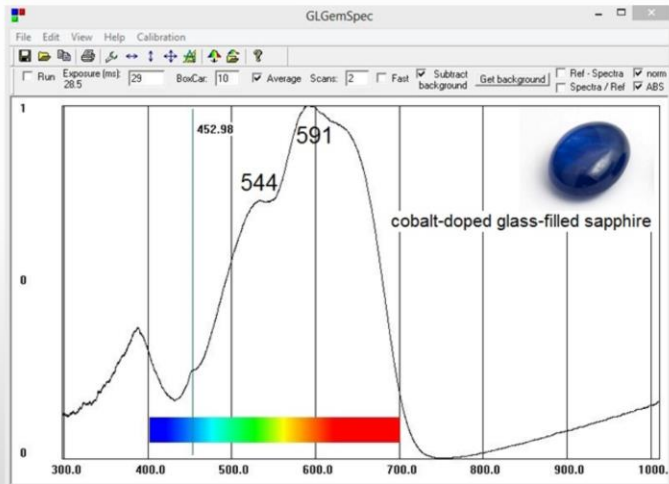 GLGemSpec
File Edit View Help Calibration
Run Exposure (ms): 29 BoxCar: 10 Average Scans: 2 Fast Subtract background Get background Ref - Spectra norm
28.5 Spectra / Ref ABS
1
452.98
591
544
cobalt-doped glass-filled sapphire
0
0
300.0 400.0 500.0 600.0 700.0 800.0 900.0 1000.